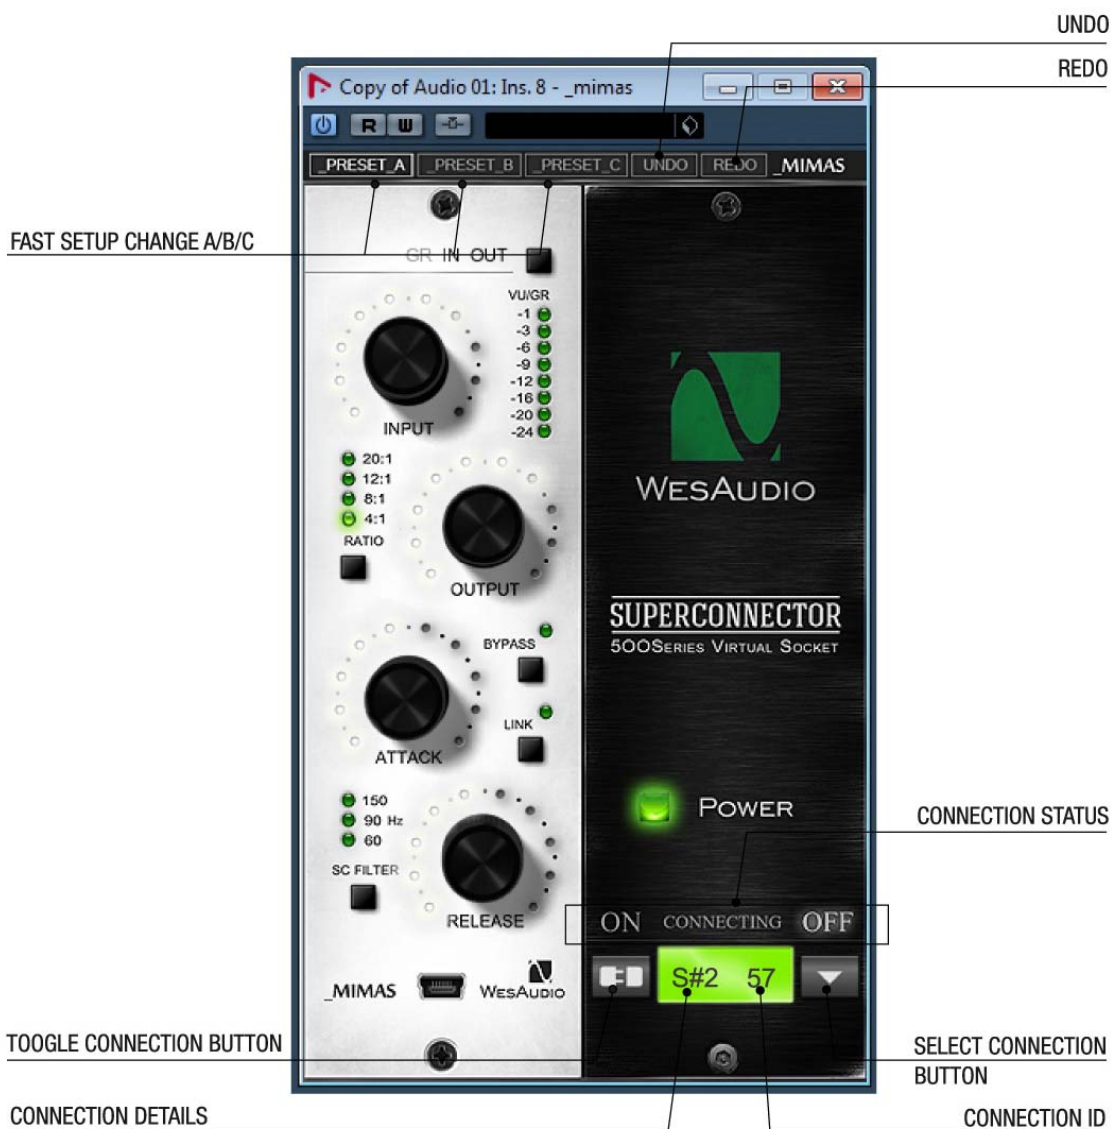 UNDO
REDO
Copy of Audio 01: Ins. 8 - _mimas
R W
_PRESET_A _PRESET_B _PRESET_C UNDO REDO _MIMAS
FAST SETUP CHANGE A/B/C
GR IN OUT
VU/GR
-1
-3
-6
-9
-12
-16
-20
-24
INPUT
20:1
12:1
8:1
4:1
RATIO
OUTPUT
BYPASS
LINK
ATTACK
150
90 Hz
60
SC FILTER
RELEASE
_MIMAS WESAUDIO
WESAUDIO
SUPERCONNECTOR
500SERIES VIRTUAL SOCKET
POWER
CONNECTION STATUS
ON CONNECTING OFF
S#2 57
TOOGLE CONNECTION BUTTON
SELECT CONNECTION
BUTTON
CONNECTION DETAILS
CONNECTION ID